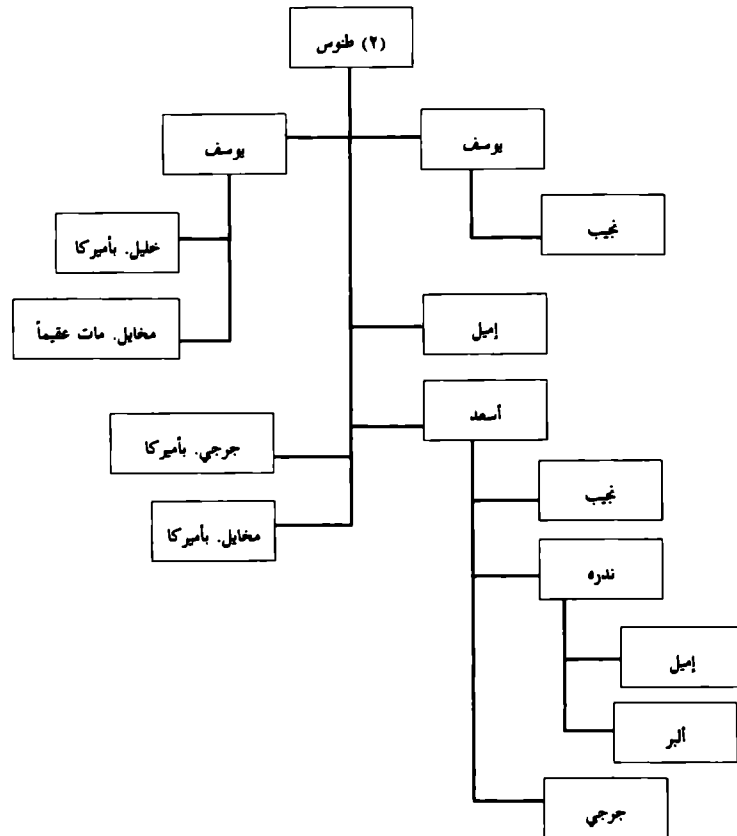 (٢) طنوس
يوسف
يوسف
نجيب
خليل. بأميركا
مخايل. مات عقيماً
إميل
أسعد
جرجي. بأميركا
مخايل. بأميركا
نجيب
ندره
إميل
ألبر
جرجي